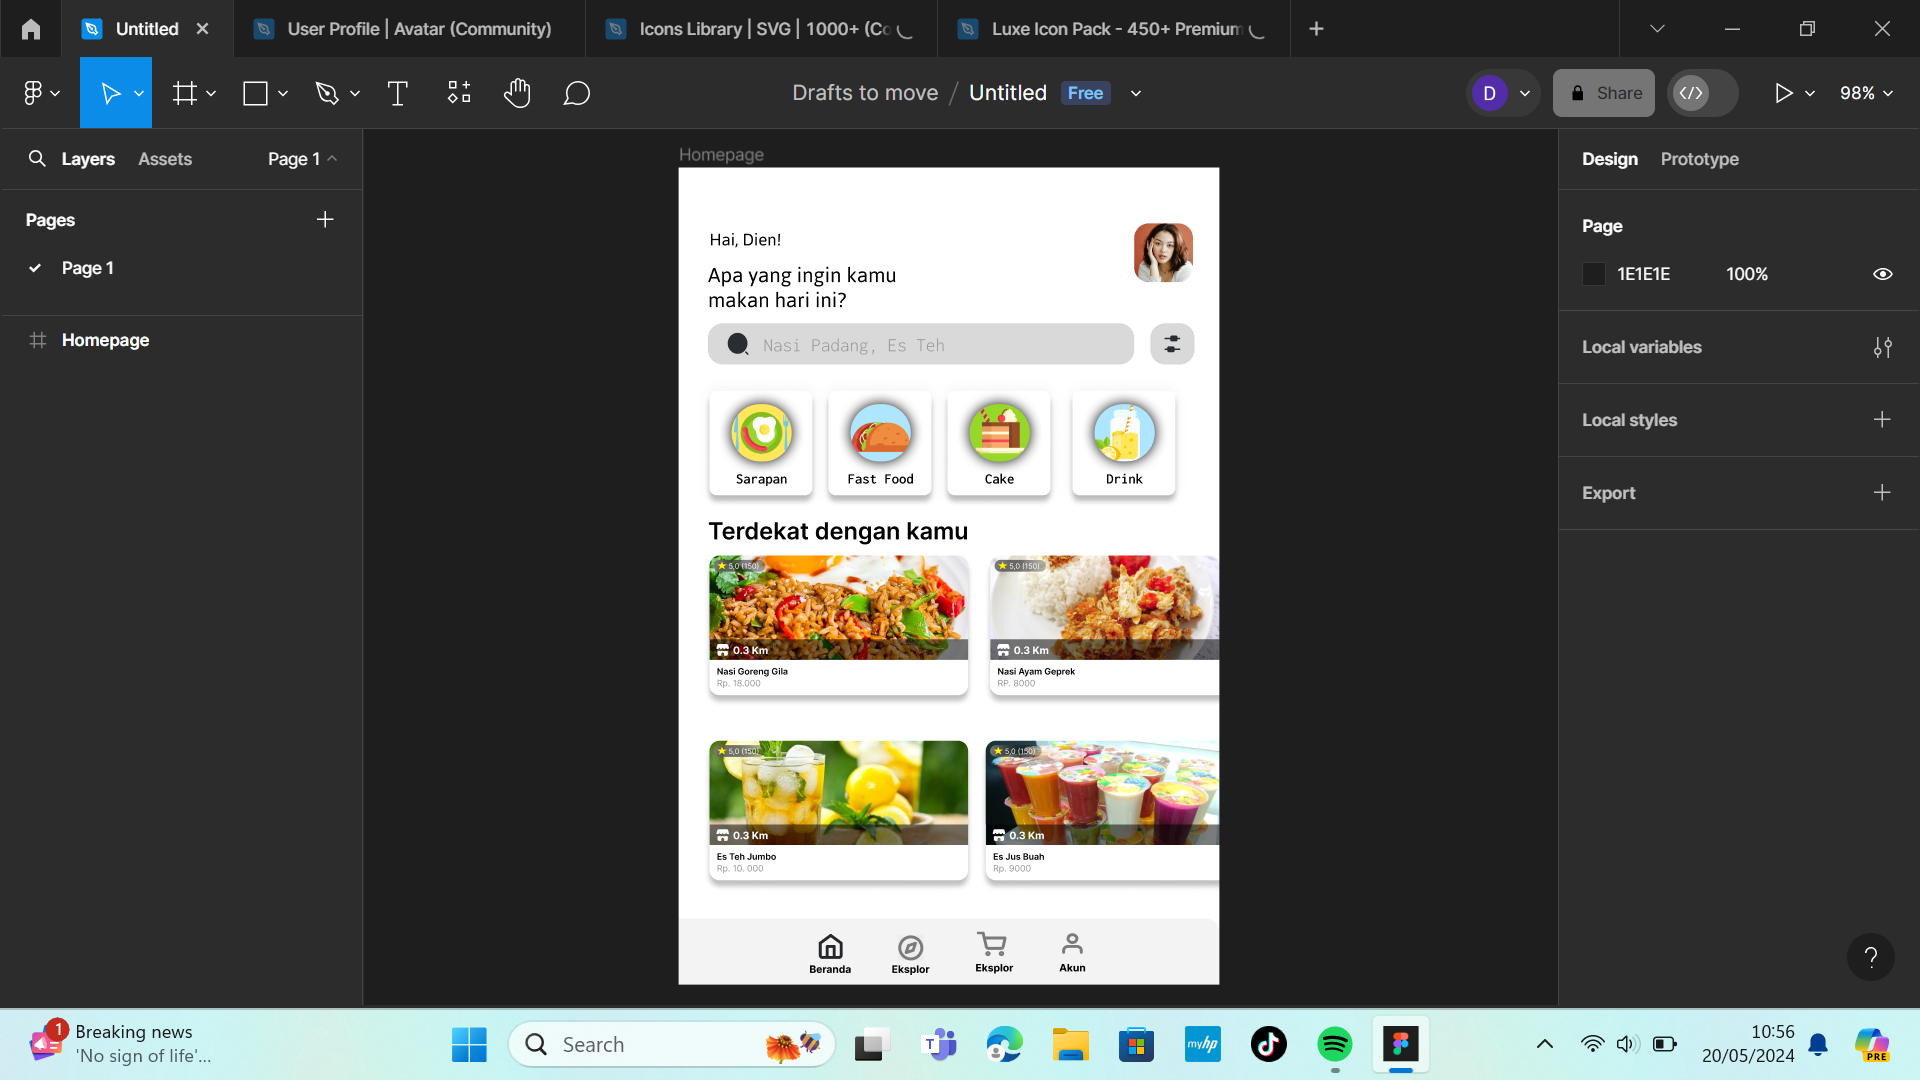 Untitled
User Profile | Avatar (Community)
Icons Library | SVG | 1000+ (Co
Luxe Icon Pack - 450+ Premium
Drafts to move / Untitled Free
D
Share
98%
Layers Assets Page 1
Pages
Page 1
Homepage
Homepage
Hai, Dien!
Apa yang ingin kamu
makan hari ini?
Nasi Padang, Es Teh
Sarapan Fast Food Cake Drink
Terdekat dengan kamu
5,0 (150) 5,0 (150)
0.3 Km 0.3 Km
Nasi Goreng Gila Nasi Ayam Geprek
Rp. 18.000 RP. 8000
5,0 (150) 5,0 (150)
0.3 Km 0.3 Km
Es Teh Jumbo Es Jus Buah
Rp. 10. 000 Rp. 9000
Beranda Eksplor Eksplor Akun
Design Prototype
Page
1E1E1E 100%
Local variables
Local styles
Export
?
1
Breaking news
'No sign of life'...
Search
T
myhp
10:56
20/05/2024
PRE